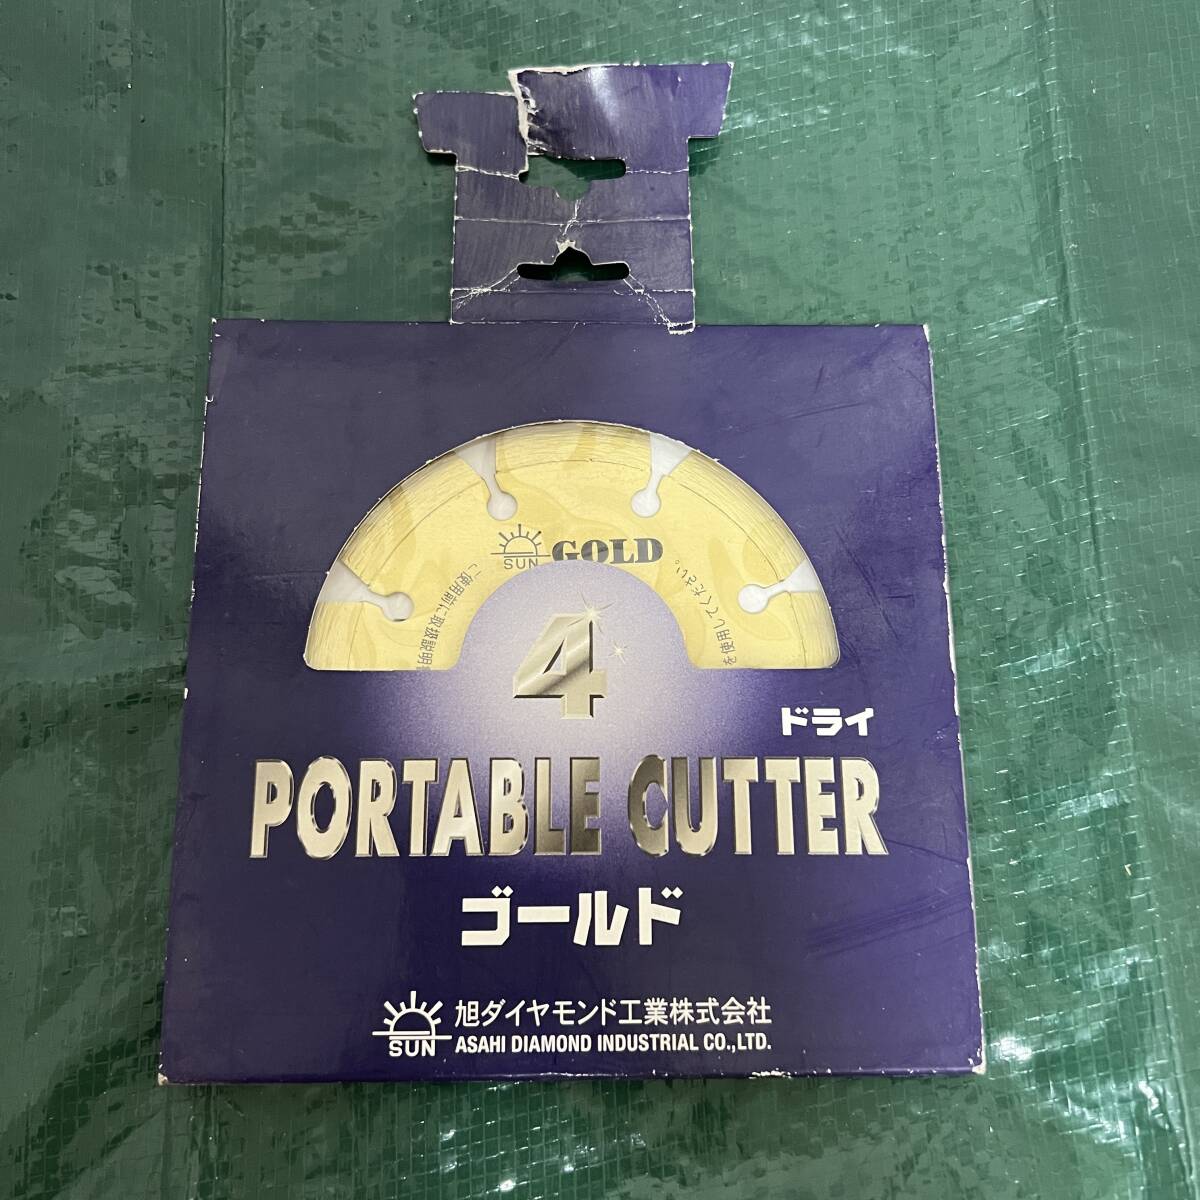 SUN GOLD
ご使用前に取扱説明
を使用してください。
4
ドライ
PORTABLE CUTTER
ゴールド
SUN
旭ダイヤモンド工業株式会社
ASAHI DIAMOND INDUSTRIAL CO.,LTD.